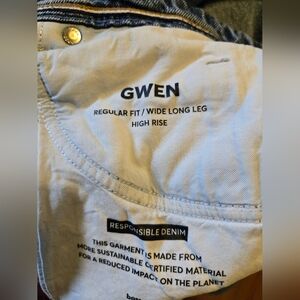 GWEN
REGULAR FIT / WIDE LONG LEG
HIGH RISE
RESPONSIBLE DENIM
THIS GARMENT IS MADE FROM
MORE SUSTAINABLE CERTIFIED MATERIAL
FOR A REDUCED IMPACT ON THE PLANET